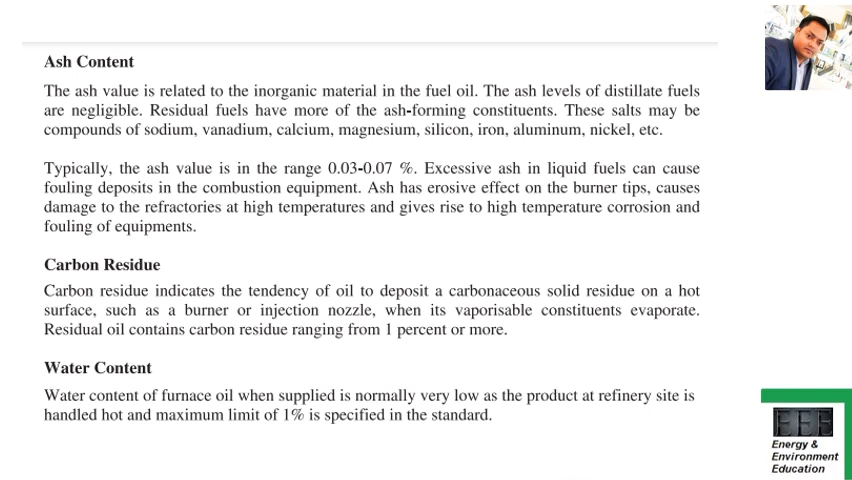 Ash Content
The ash value is related to the inorganic material in the fuel oil. The ash levels of distillate fuels
are negligible. Residual fuels have more of the ash-forming constituents. These salts may be
compounds of sodium, vanadium, calcium, magnesium, silicon, iron, aluminum, nickel, etc.
Typically, the ash value is in the range 0.03-0.07 %. Excessive ash in liquid fuels can cause
fouling deposits in the combustion equipment. Ash has erosive effect on the burner tips, causes
damage to the refractories at high temperatures and gives rise to high temperature corrosion and
fouling of equipments.
Carbon Residue
Carbon residue indicates the tendency of oil to deposit a carbonaceous solid residue on a hot
surface, such as a burner or injection nozzle, when its vaporisable constituents evaporate.
Residual oil contains carbon residue ranging from 1 percent or more.
Water Content
Water content of furnace oil when supplied is normally very low as the product at refinery site is
handled hot and maximum limit of 1% is specified in the standard.
EEE
Energy &
Environment
Education